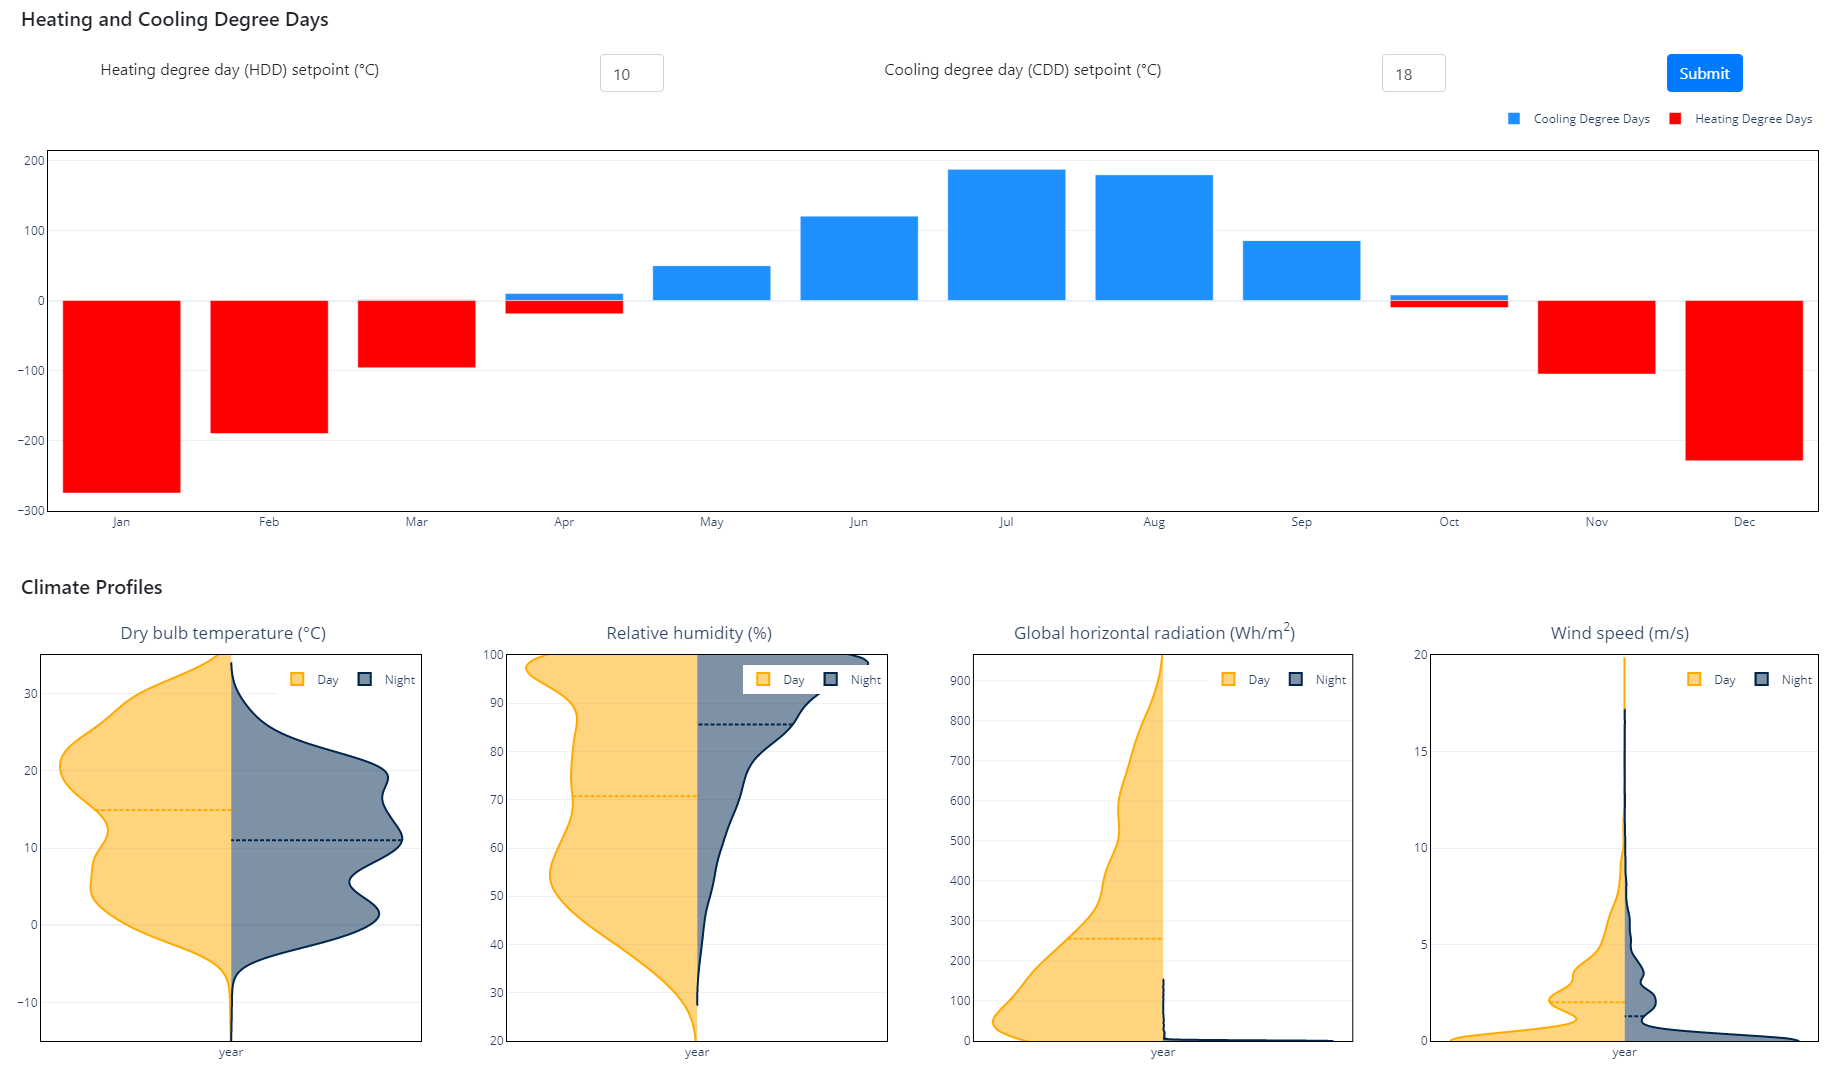 Heating and Cooling Degree Days
Heating degree day (HDD) setpoint (°C)
10
Cooling degree day (CDD) setpoint (°C)
18
Submit
Cooling Degree Days
Heating Degree Days
200
100
0
−100
−200
−300
Jan
Feb
Mar
Apr
May
Jun
Jul
Aug
Sep
Oct
Nov
Dec
Climate Profiles
Dry bulb temperature (°C)
Day
Night
30
20
10
0
−10
year
Relative humidity (%)
Day
Night
100
90
80
70
60
50
40
30
20
year
Global horizontal radiation (Wh/m²)
Day
Night
900
800
700
600
500
400
300
200
100
0
year
Wind speed (m/s)
Day
Night
20
15
10
5
0
year